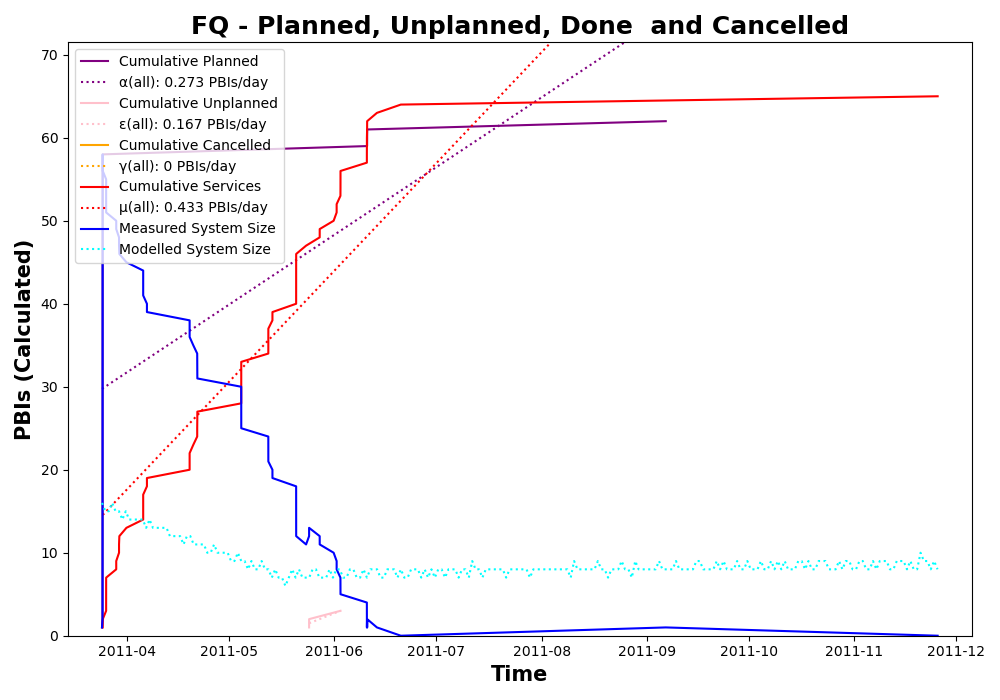 FQ - Planned, Unplanned, Done  and Cancelled
Cumulative Planned
α(all): 0.273 PBIs/day
Cumulative Unplanned
ε(all): 0.167 PBIs/day
Cumulative Cancelled
γ(all): 0 PBIs/day
Cumulative Services
μ(all): 0.433 PBIs/day
Measured System Size
Modelled System Size
PBIs (Calculated)
70
60
50
40
30
20
10
0
2011-04 2011-05 2011-06 2011-07 2011-08 2011-09 2011-10 2011-11 2011-12
Time